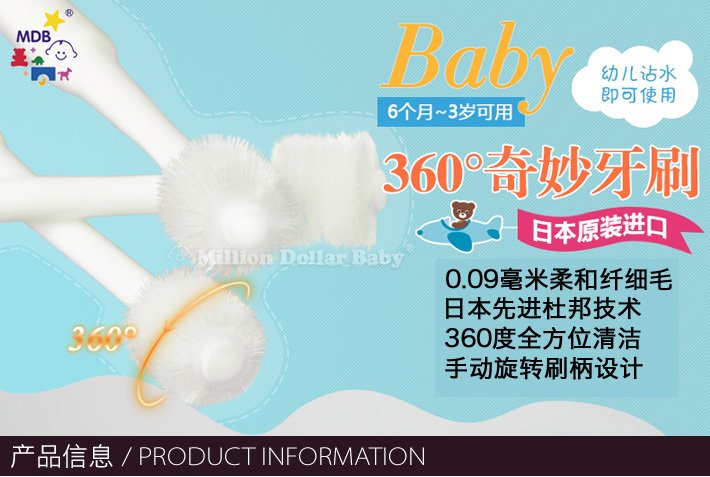 MDB
®
Baby
幼儿沾水
即可使用
6个月~3岁可用
360°奇妙牙刷
日本原装进口
Million Dollar Baby®
0.09毫米柔和纤细毛
日本先进杜邦技术
360度全方位清洁
手动旋转刷柄设计
360°
产品信息 / PRODUCT INFORMATION